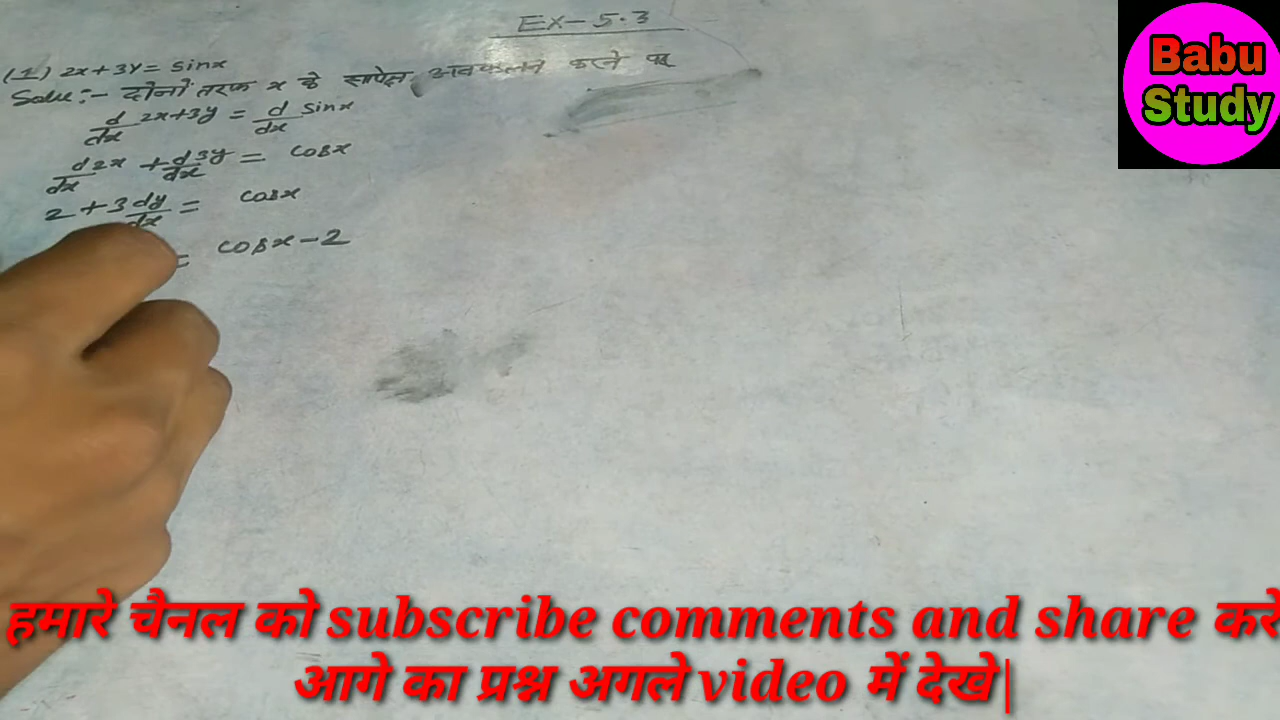 EX-5.3
(1) 2x+3y= sinx
Solu:- दोनों तरफ x के सापेक्ष अवकलन करने पर
d/dx 2x+3y = d/dx sinx
d/dx 2x + d/dx 3y = cosx
2 + 3 dy/dx = cosx
= cosx-2
Babu
Study
हमारे चैनल को subscribe comments and share करे
आगे का प्रश्न अगले video में देखे|